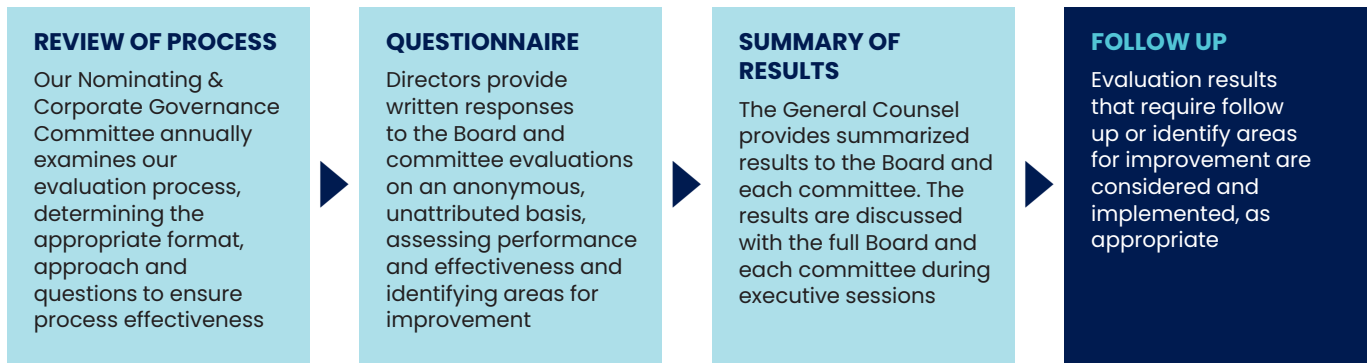 REVIEW OF PROCESS
Our Nominating &
Corporate Governance
Committee annually
examines our
evaluation process,
determining the
appropriate format,
approach and
questions to ensure
process effectiveness
QUESTIONNAIRE
Directors provide
written responses
to the Board and
committee evaluations
on an anonymous,
unattributed basis,
assessing performance
and effectiveness and
identifying areas for
improvement
SUMMARY OF
RESULTS
The General Counsel
provides summarized
results to the Board and
each committee. The
results are discussed
with the full Board and
each committee during
executive sessions
FOLLOW UP
Evaluation results
that require follow
up or identify areas
for improvement are
considered and
implemented, as
appropriate